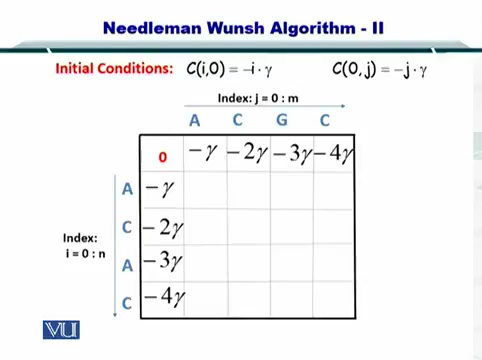 Needleman Wunsh Algorithm - II
Initial Conditions: C(i,0) = -i · γ C(0, j) = -j · γ
Index: j = 0 : m
A C G C
0 -γ -2γ -3γ -4γ
A -γ
C -2γ
Index:
i = 0 : n
A -3γ
C -4γ
VU